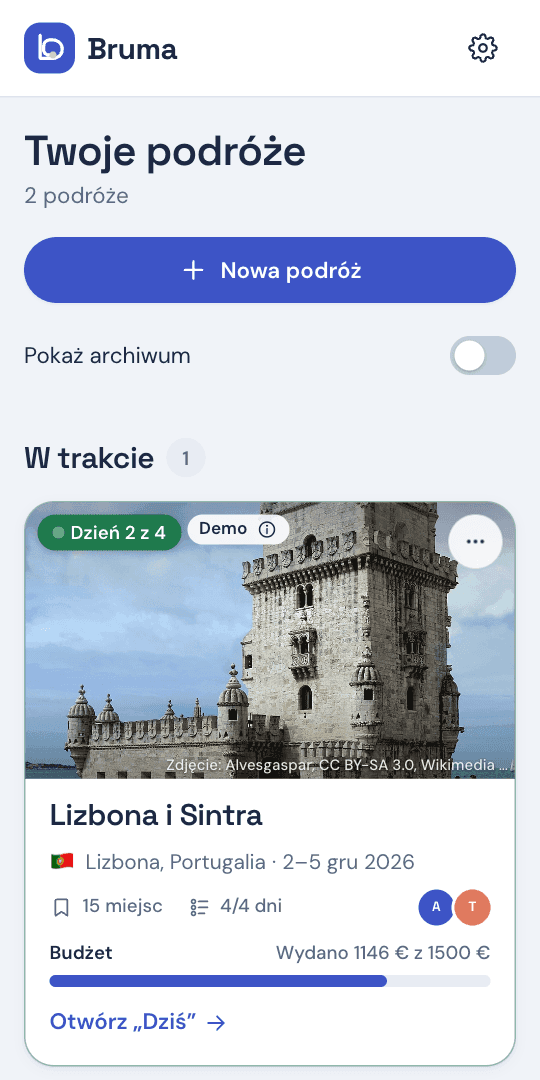 Bruma
Twoje podróże
2 podróże
+ Nowa podróż
Pokaż archiwum
W trakcie 1
Dzień 2 z 4 Demo
Zdjęcie: Alvesgaspar, CC BY-SA 3.0, Wikimedia ...
Lizbona i Sintra
Lizbona, Portugalia · 2–5 gru 2026
15 miejsc 4/4 dni A T
Budżet Wydano 1146 € z 1500 €
Otwórz „Dziś” →